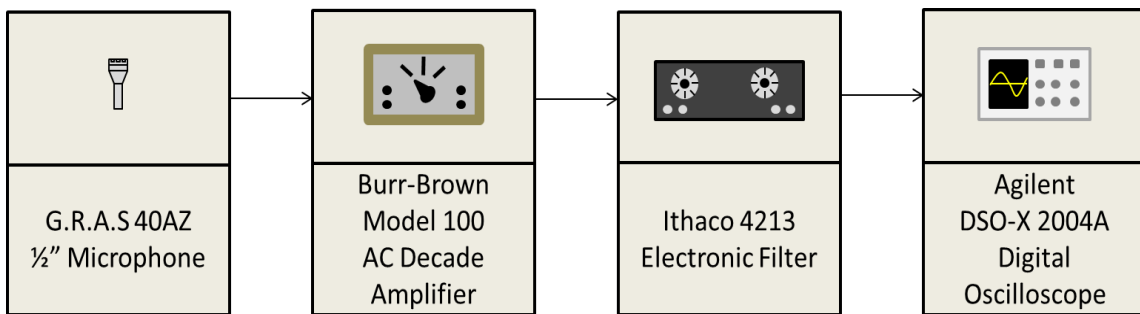 G.R.A.S 40AZ
½” Microphone
Burr-Brown
Model 100
AC Decade
Amplifier
Ithaco 4213
Electronic Filter
Agilent
DSO-X 2004A
Digital
Oscilloscope